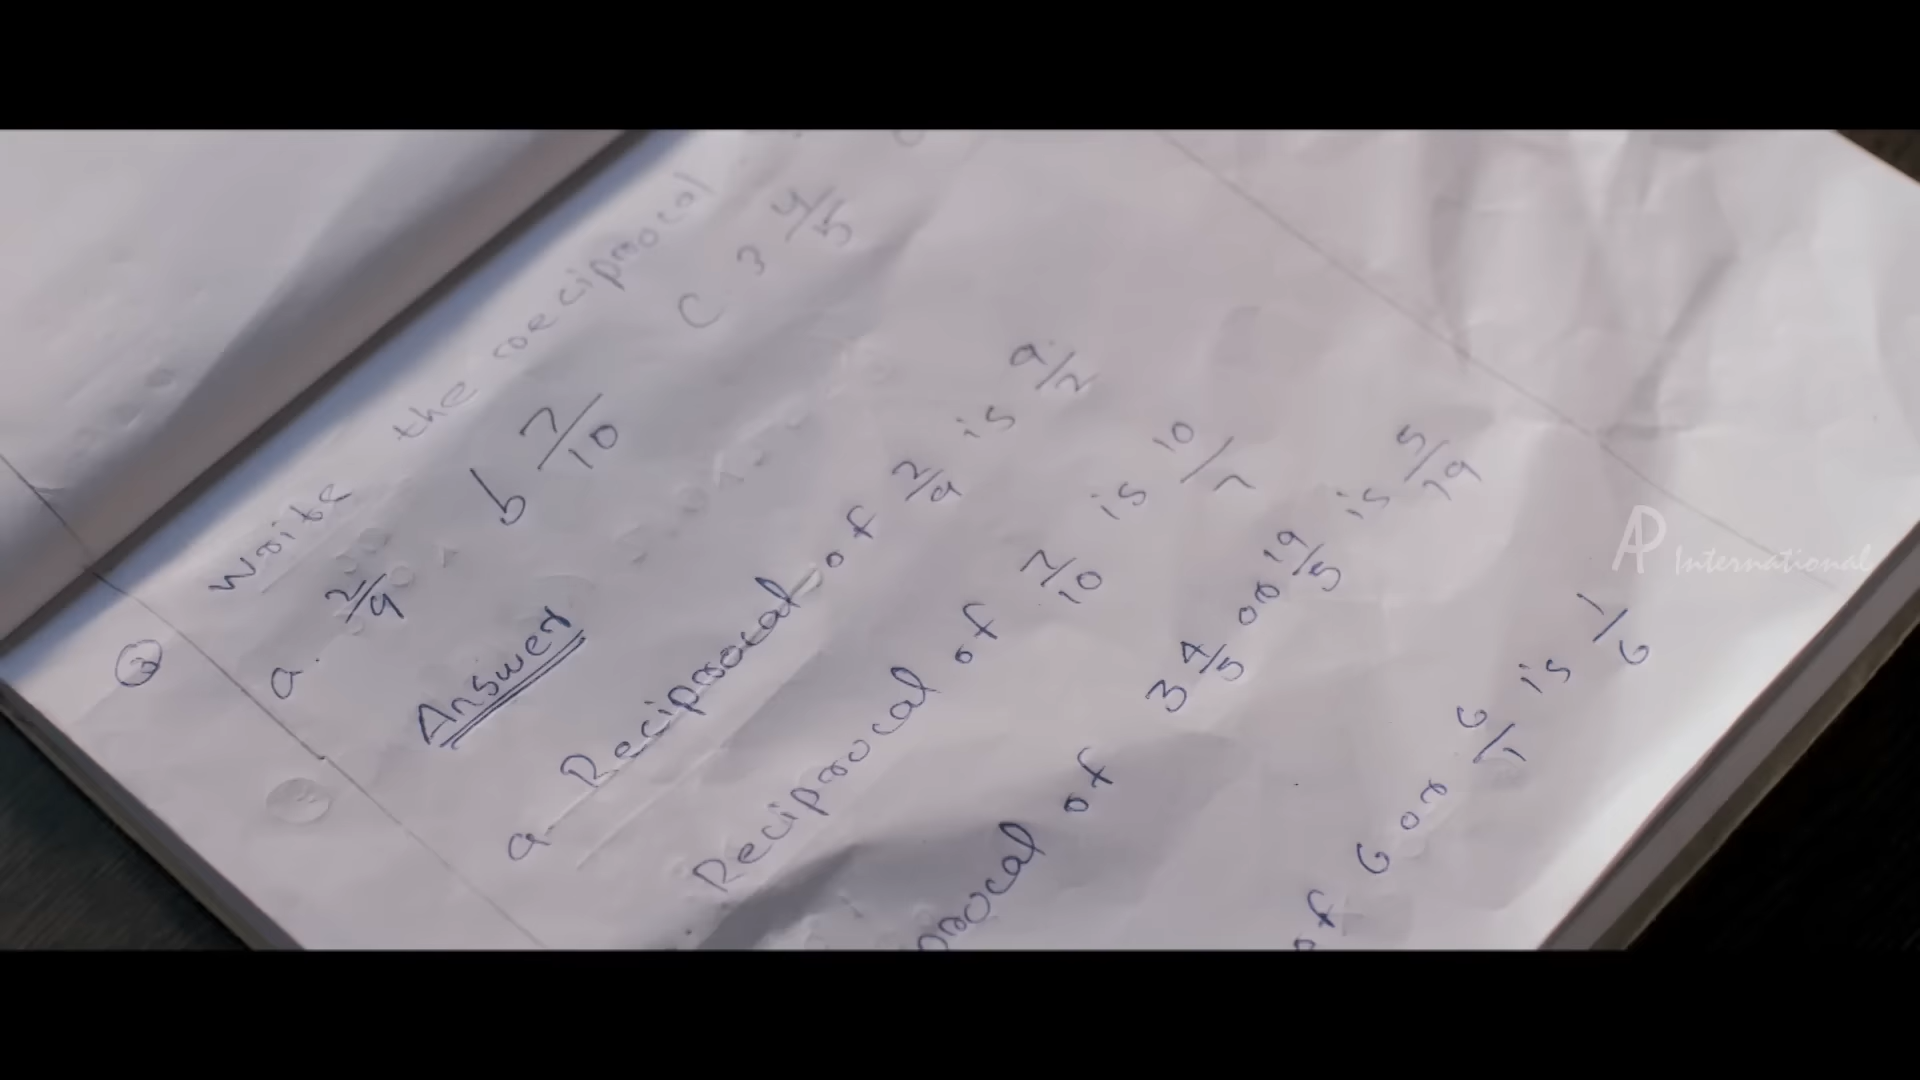 ② Write the reciprocal
a. 2/9 b 7/10 C 3 4/5
Answer
a Reciprocal of 2/9 is 9/2
Reciprocal of 7/10 is 10/7
procal of 3 4/5 or 19/5 is 5/19
of 6 or 6/1 is 1/6
AP International